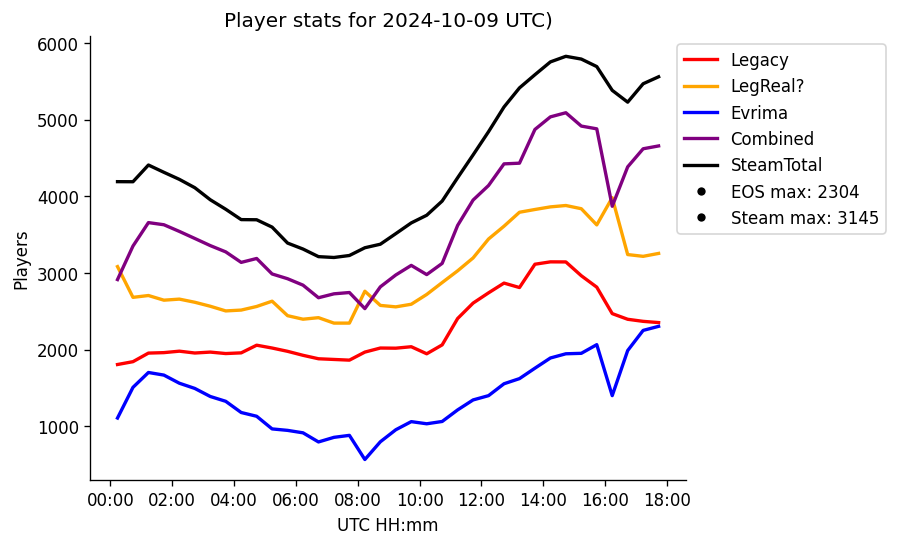 Player stats for 2024-10-09 UTC)
6000
5000
4000
3000
2000
1000
Players
00:00 02:00 04:00 06:00 08:00 10:00 12:00 14:00 16:00 18:00
UTC HH:mm
Legacy
LegReal?
Evrima
Combined
SteamTotal
EOS max: 2304
Steam max: 3145